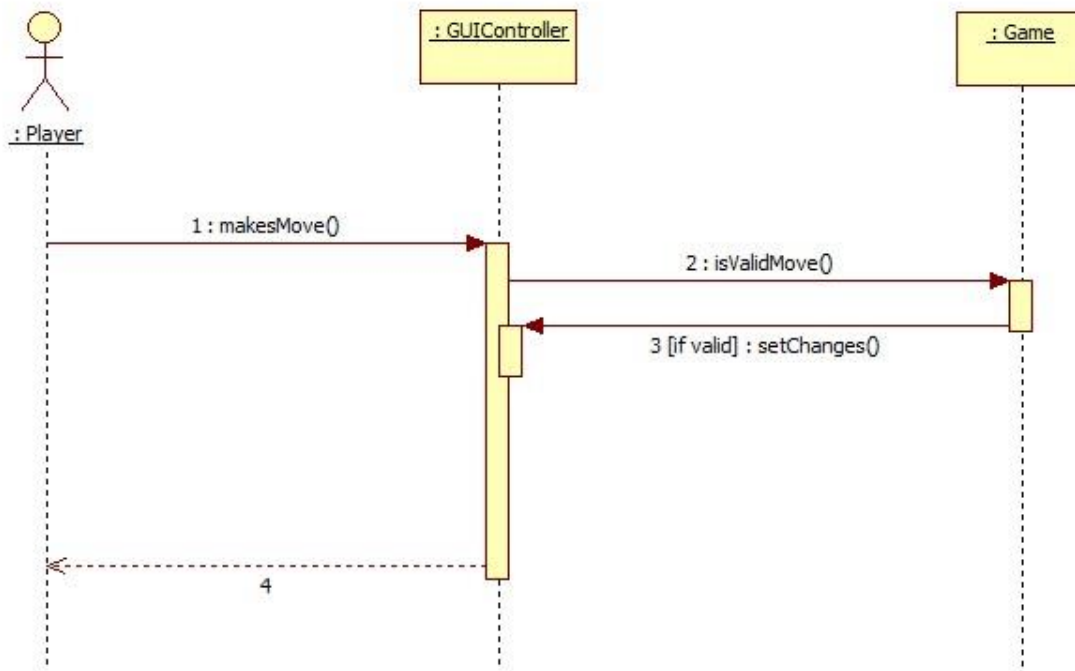 : GUIController
: Game
: Player
1 : makesMove()
2 : isValidMove()
3 [if valid] : setChanges()
4